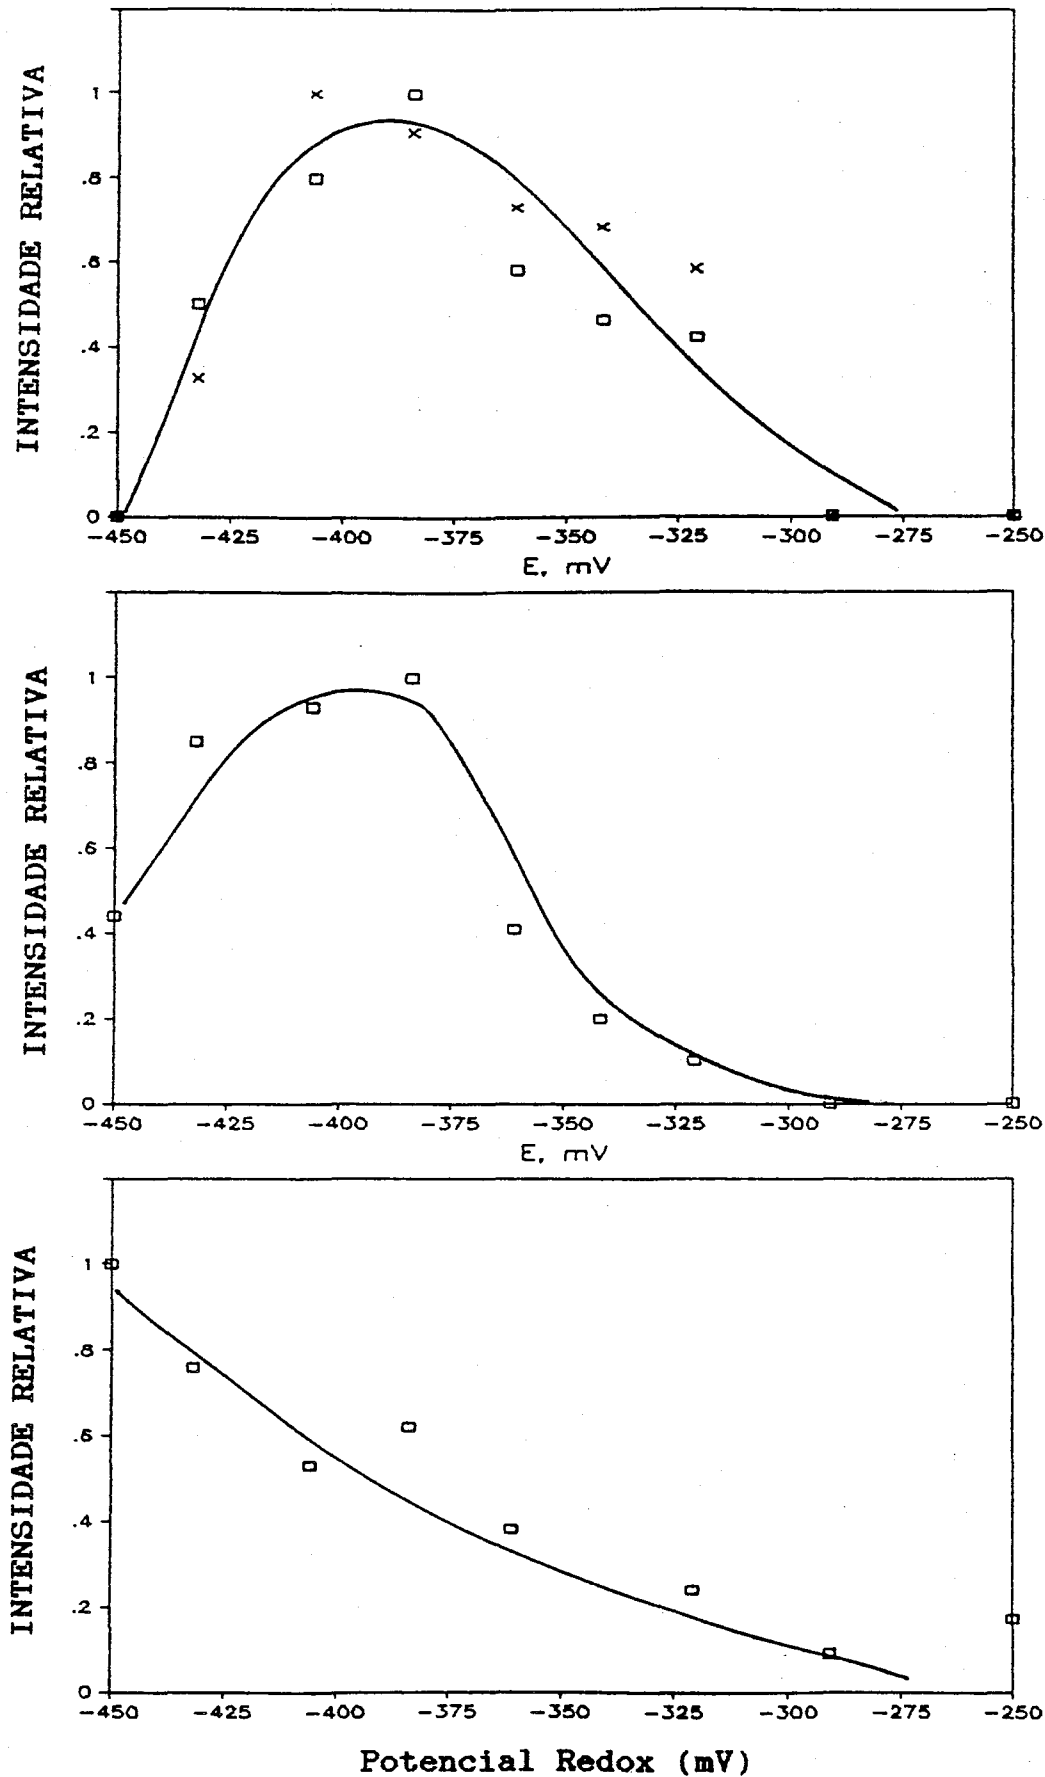 INTENSIDADE RELATIVA
1
.8
.6
.4
.2
0
-450 -425 -400 -375 -350 -325 -300 -275 -250
E, mV
INTENSIDADE RELATIVA
1
.8
.6
.4
.2
0
-450 -425 -400 -375 -350 -325 -300 -275 -250
E, mV
INTENSIDADE RELATIVA
1
.8
.6
.4
.2
0
-450 -425 -400 -375 -350 -325 -300 -275 -250
Potencial Redox (mV)